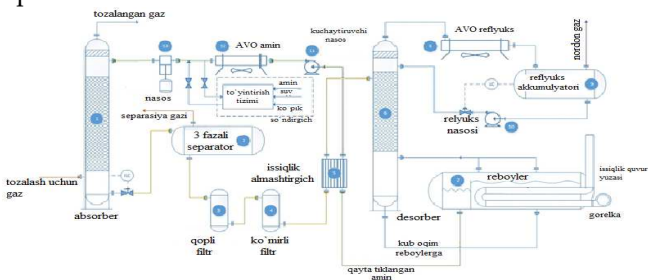 tozalangan gaz
kuchaytiruvchi
nasos
AVO reflyuks
nordon gaz
AVO amin
nasos
to`yintirish
tizimi
amin
suv
ko`pik
so`ndirgich
reflyuks
akkumulyatori
relyuks
nasosi
separasiya gazi
3 fazali
separator
issiqlik
almashtirgich
reboyler
issiqlik quvur
yuzasi
gorelka
tozalash uchun
gaz
absorber
qopli
filtr
ko`mirli
filtr
desorber
kub oqim
reboylerga
qayta tiklangan
amin